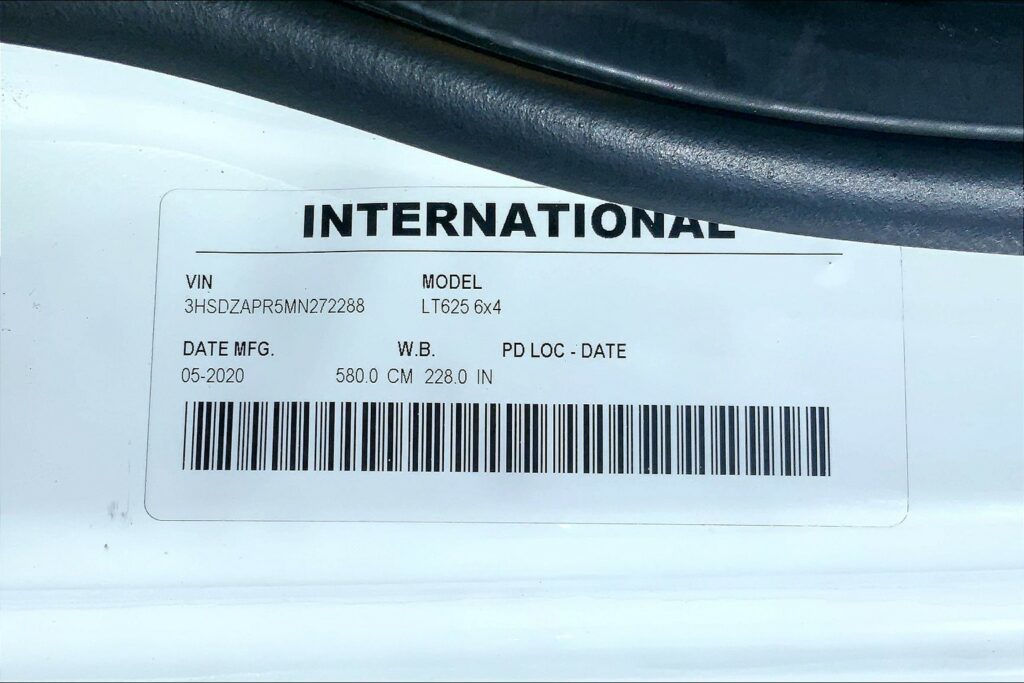 INTERNATIONAL
VIN MODEL
3HSDZAPR5MN272288 LT625 6x4
DATE MFG. W.B. PD LOC - DATE
05-2020 580.0 CM 228.0 IN